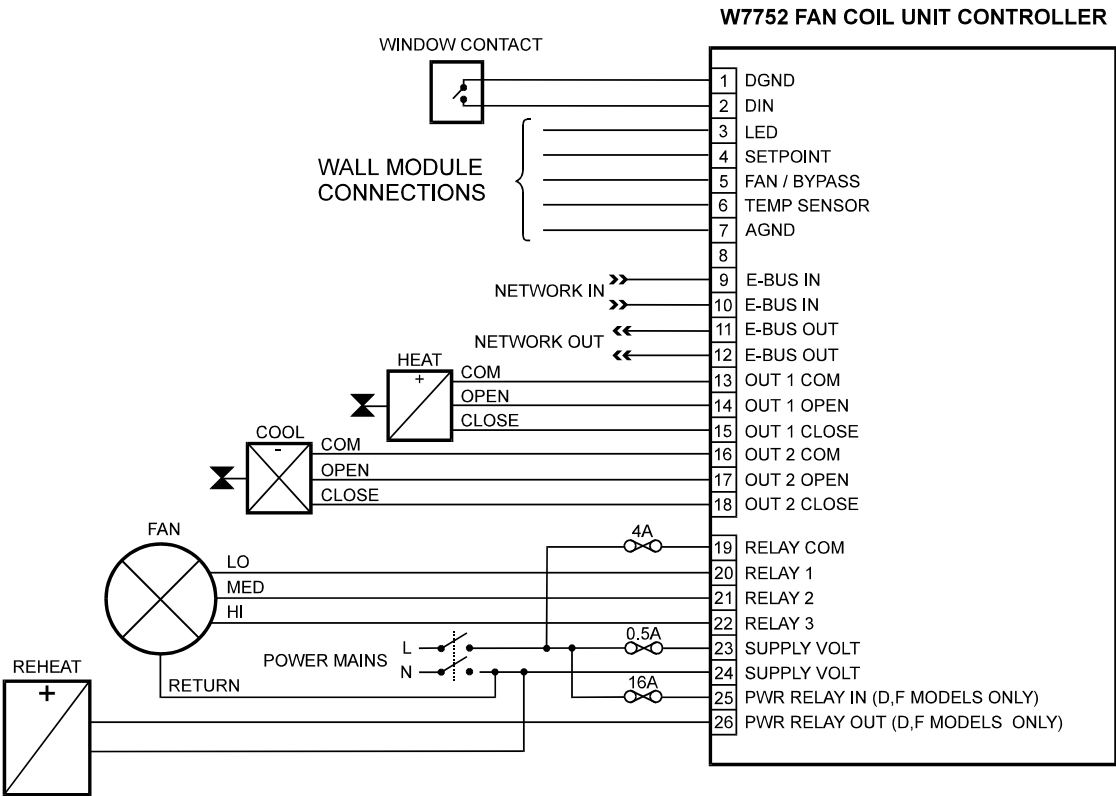 W7752 FAN COIL UNIT CONTROLLER
WINDOW CONTACT
1 DGND
2 DIN
3 LED
WALL MODULE
CONNECTIONS
4 SETPOINT
5 FAN / BYPASS
6 TEMP SENSOR
7 AGND
8
NETWORK IN
9 E-BUS IN
10 E-BUS IN
NETWORK OUT
11 E-BUS OUT
12 E-BUS OUT
HEAT
+
COM
13 OUT 1 COM
OPEN
14 OUT 1 OPEN
CLOSE
15 OUT 1 CLOSE
COOL
-
COM
16 OUT 2 COM
OPEN
17 OUT 2 OPEN
CLOSE
18 OUT 2 CLOSE
FAN
4A
19 RELAY COM
LO
20 RELAY 1
MED
21 RELAY 2
HI
22 RELAY 3
POWER MAINS
L
0.5A
23 SUPPLY VOLT
N
24 SUPPLY VOLT
RETURN
16A
25 PWR RELAY IN (D,F MODELS ONLY)
REHEAT
+
26 PWR RELAY OUT (D,F MODELS ONLY)